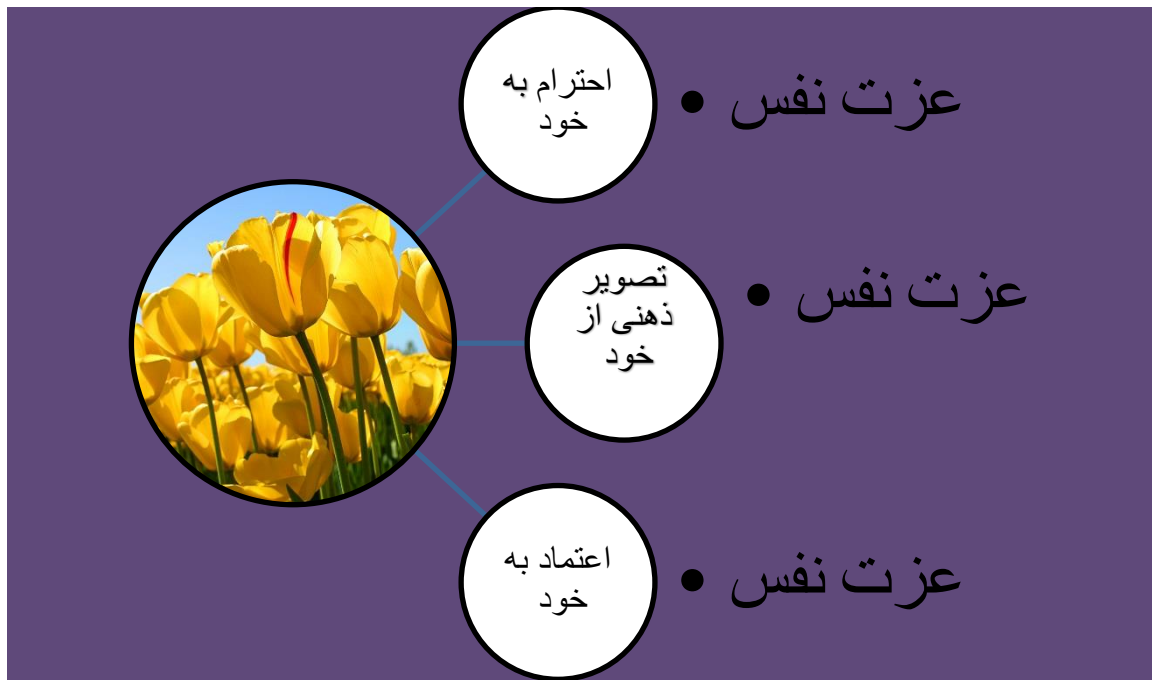 احترام به
خود
• عزت نفس
تصویر
ذهنی از
خود
• عزت نفس
اعتماد به
خود
• عزت نفس